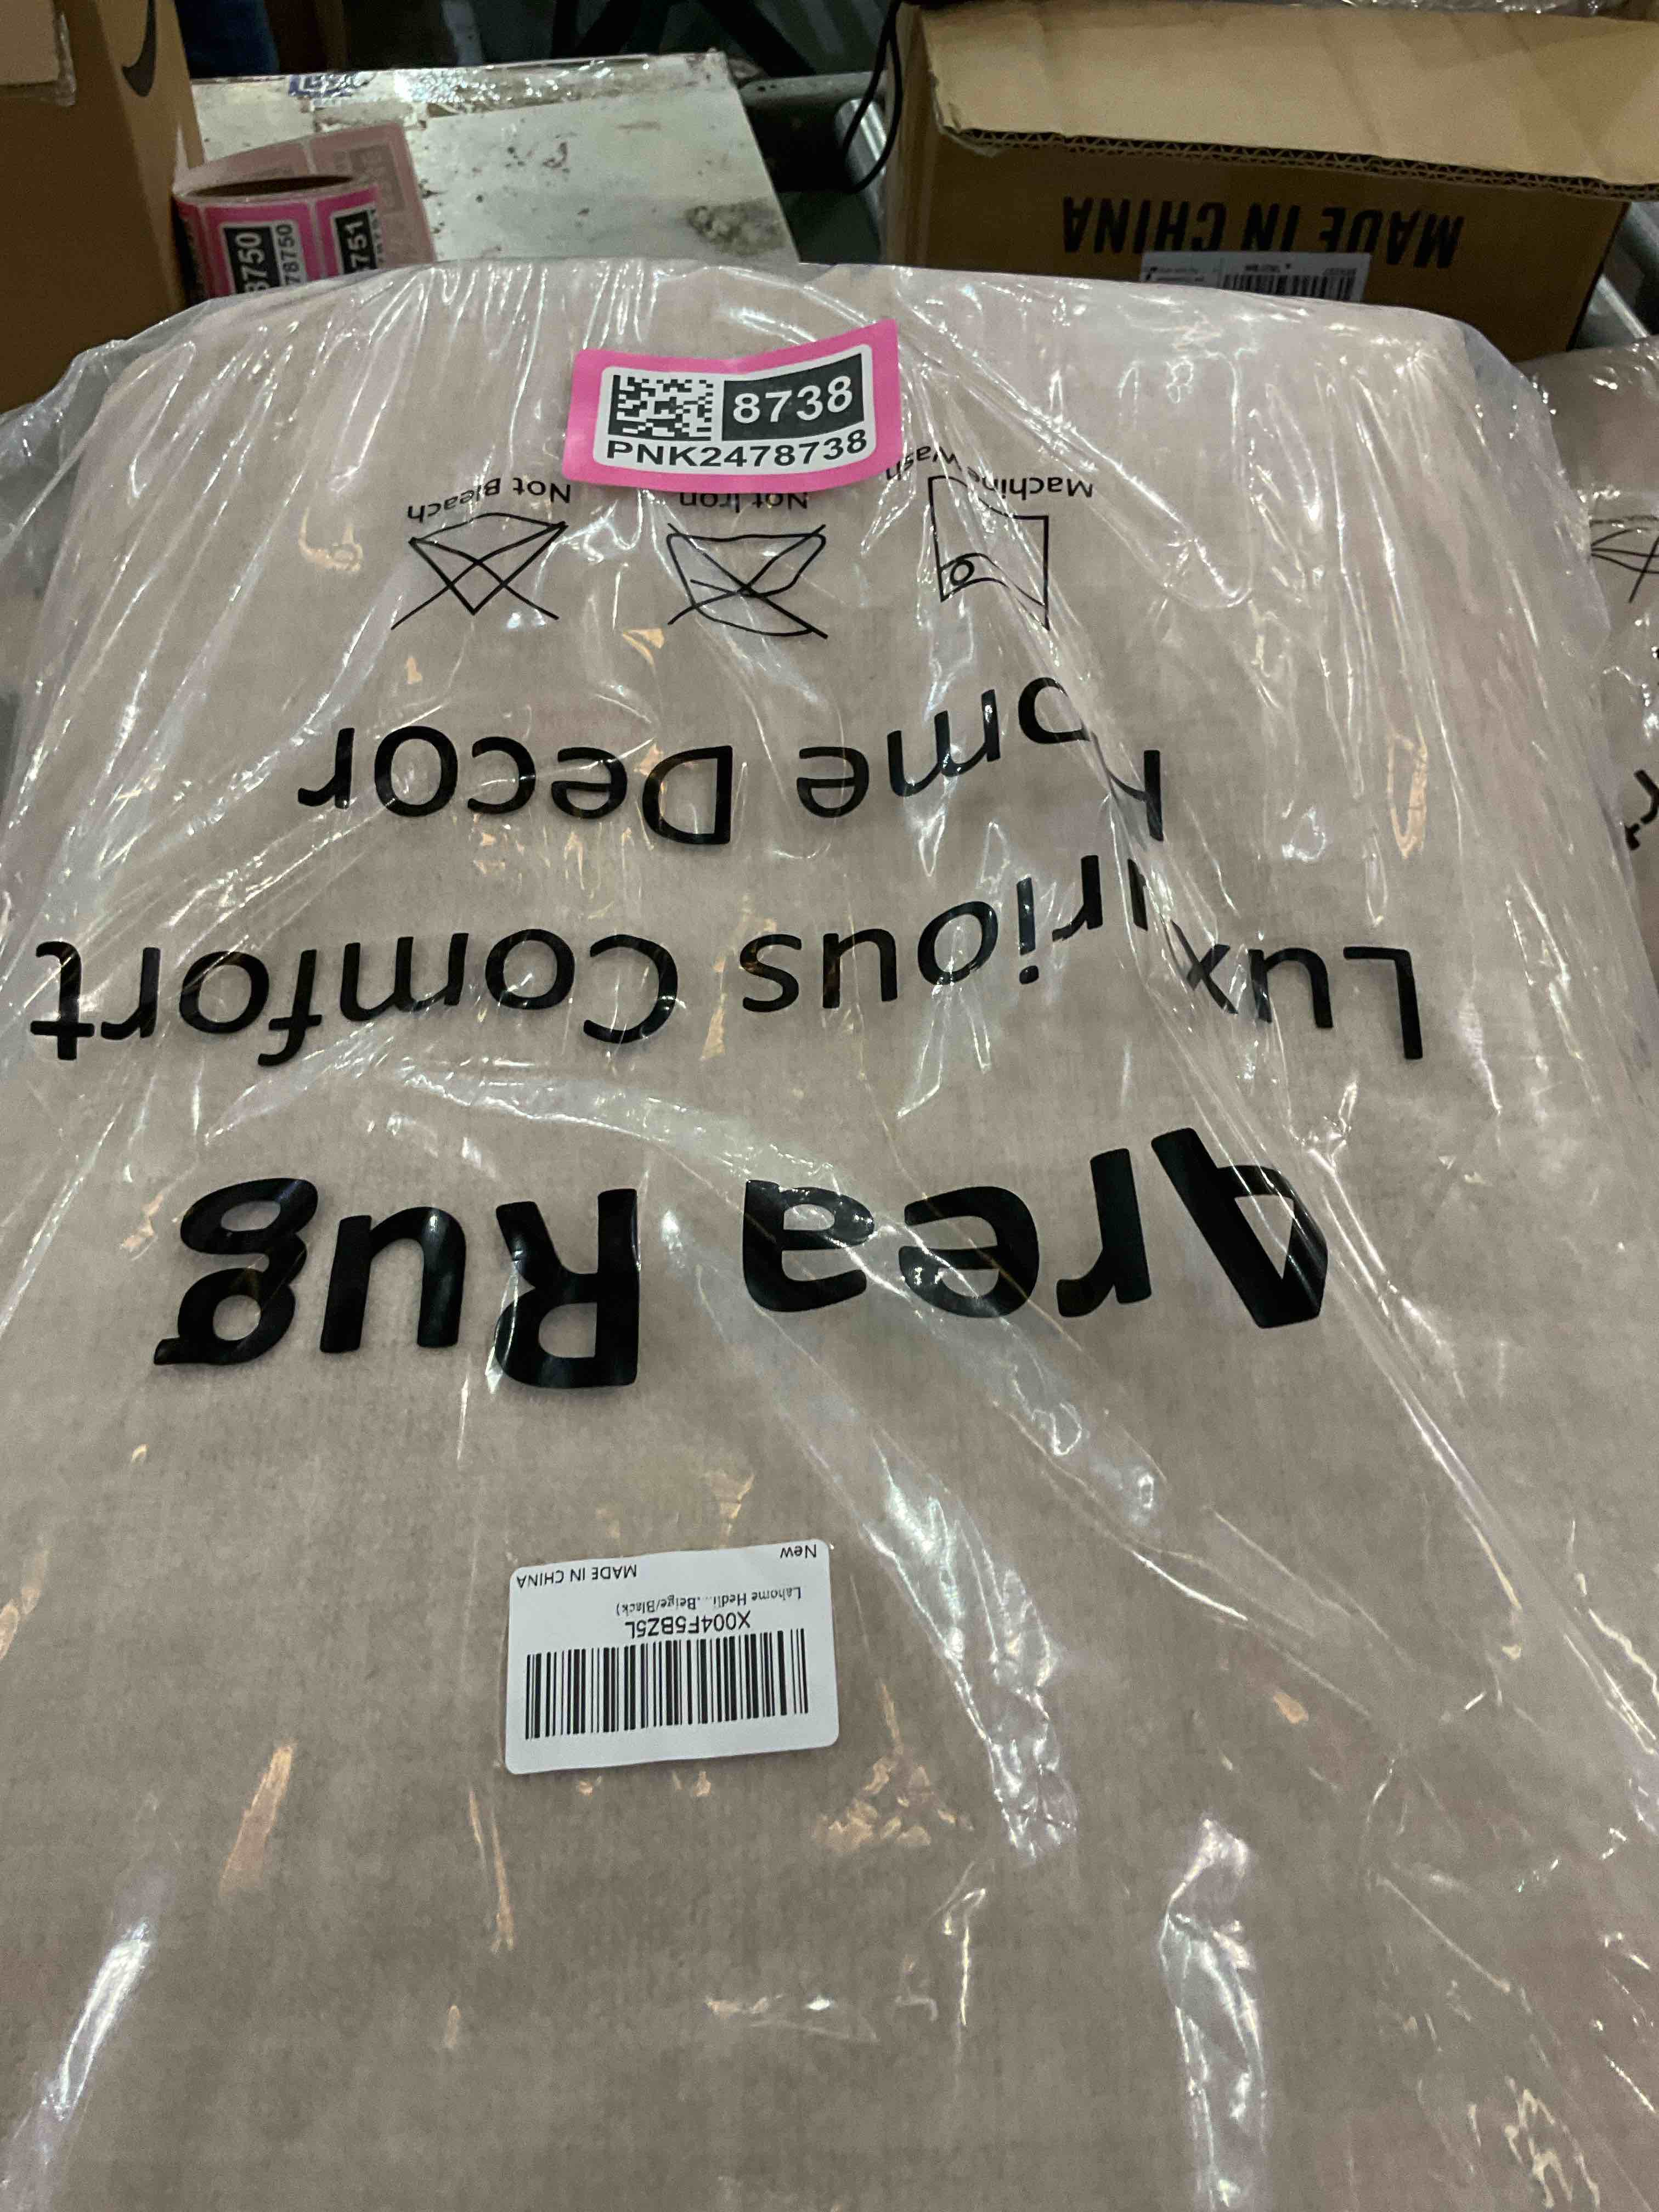 8738
PNK2478738
Area Rug
Luxurious Comfort
Home Decor
Machine Wash
Not Iron
Not Bleach
X004F5BZ5L
Lahome Hedli... .Beige/Black)
New
MADE IN CHINA
MADE IN CHINA
8750
78750
751